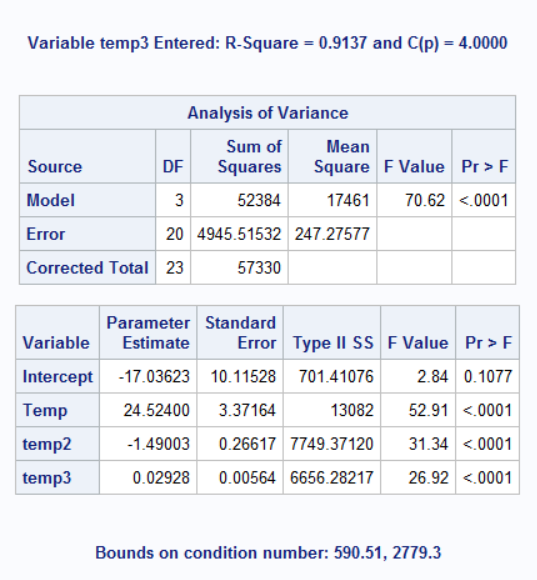 Variable temp3 Entered: R-Square = 0.9137 and C(p) = 4.0000
Analysis of Variance
Source DF Sum of Squares Mean Square F Value Pr > F
Model 3 52384 17461 70.62 <.0001
Error 20 4945.51532 247.27577
Corrected Total 23 57330
Variable Parameter Estimate Standard Error Type II SS F Value Pr > F
Intercept -17.03623 10.11528 701.41076 2.84 0.1077
Temp 24.52400 3.37164 13082 52.91 <.0001
temp2 -1.49003 0.26617 7749.37120 31.34 <.0001
temp3 0.02928 0.00564 6656.28217 26.92 <.0001
Bounds on condition number: 590.51, 2779.3